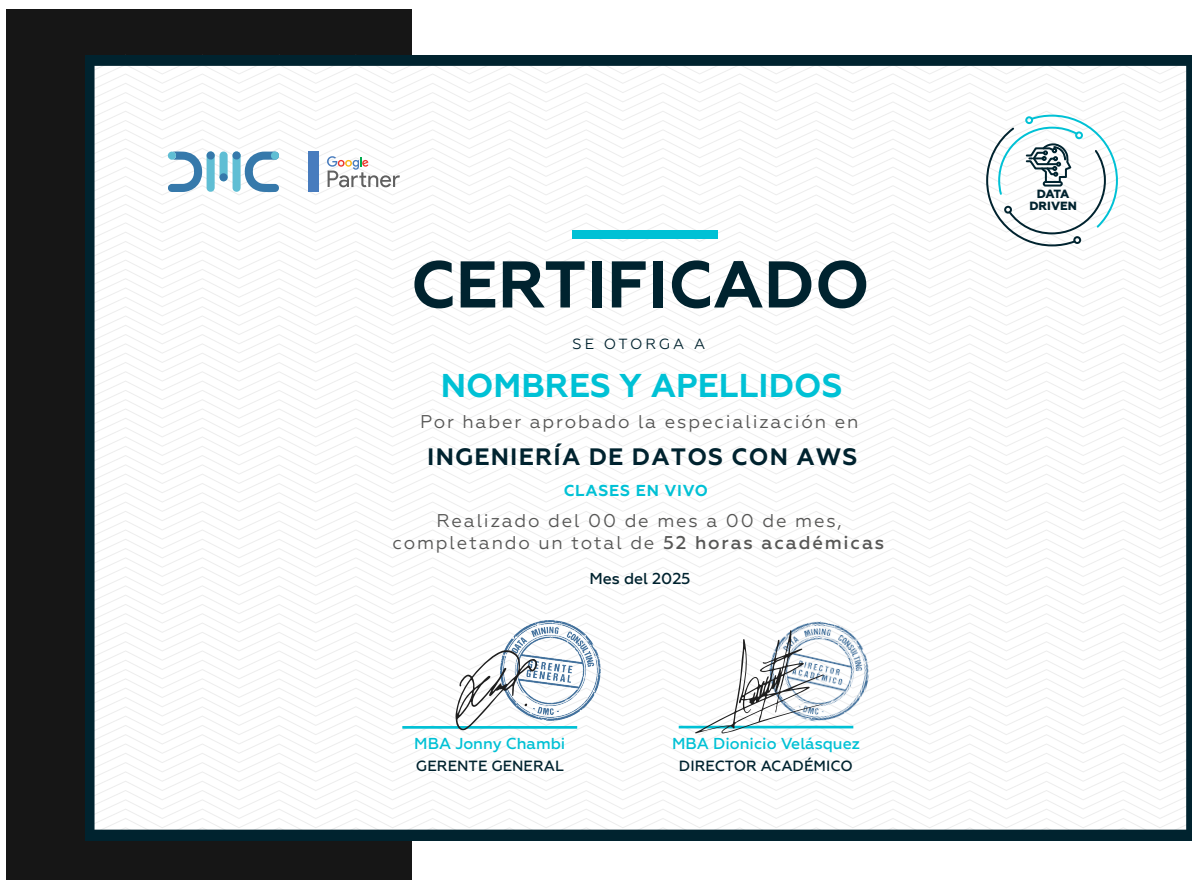 DMC
Google
Partner
DATA
DRIVEN
CERTIFICADO
SE OTORGA A
NOMBRES Y APELLIDOS
Por haber aprobado la especialización en
INGENIERÍA DE DATOS CON AWS
CLASES EN VIVO
Realizado del 00 de mes a 00 de mes,
completando un total de 52 horas académicas
Mes del 2025
DATA MINING CONSULTING
GERENTE
GENERAL
- DMC -
DATA MINING CONSULTING
DIRECTOR
ACADÉMICO
- DMC -
MBA Jonny Chambi
GERENTE GENERAL
MBA Dionicio Velásquez
DIRECTOR ACADÉMICO